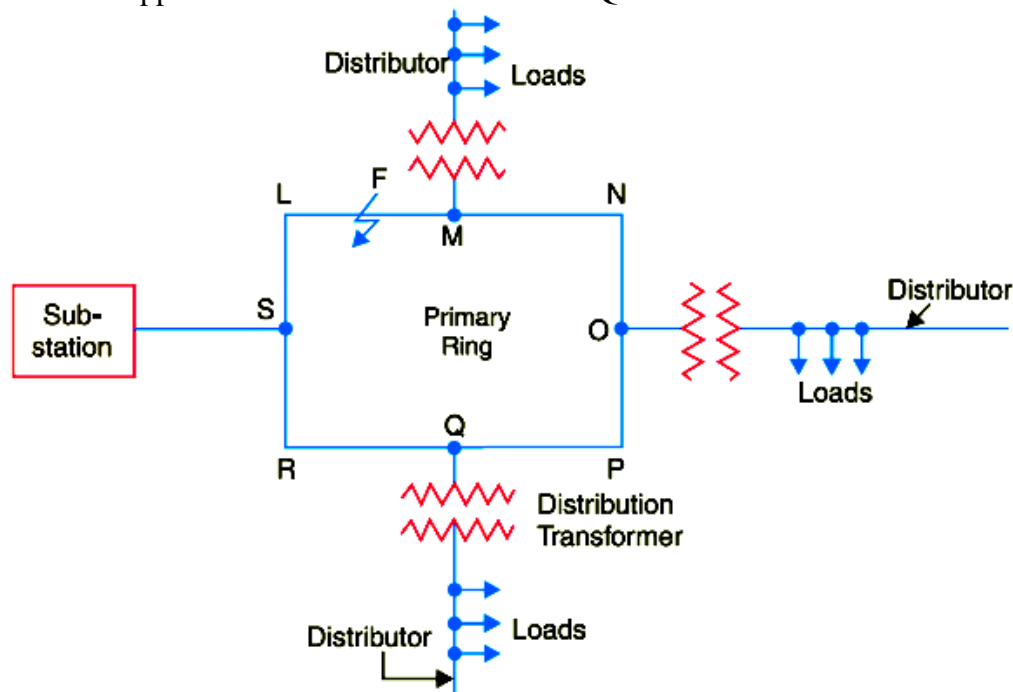 Distributor
Loads
F
L
N
M
S
Sub-
station
Primary
Ring
O
Distributor
Loads
Q
R
P
Distribution
Transformer
Distributor
Loads